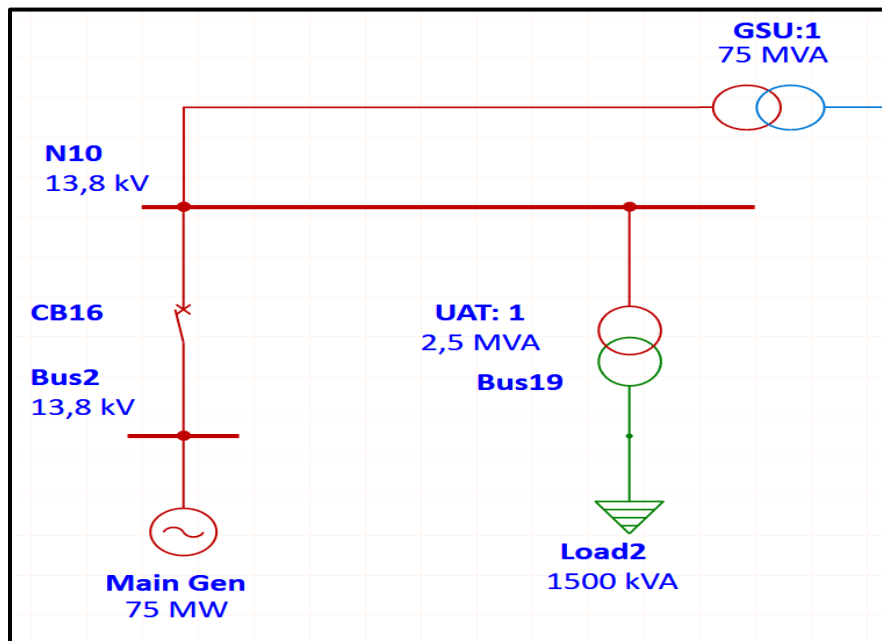 GSU:1
75 MVA
N10
13,8 kV
CB16
UAT: 1
2,5 MVA
Bus2
13,8 kV
Bus19
Main Gen
75 MW
Load2
1500 kVA